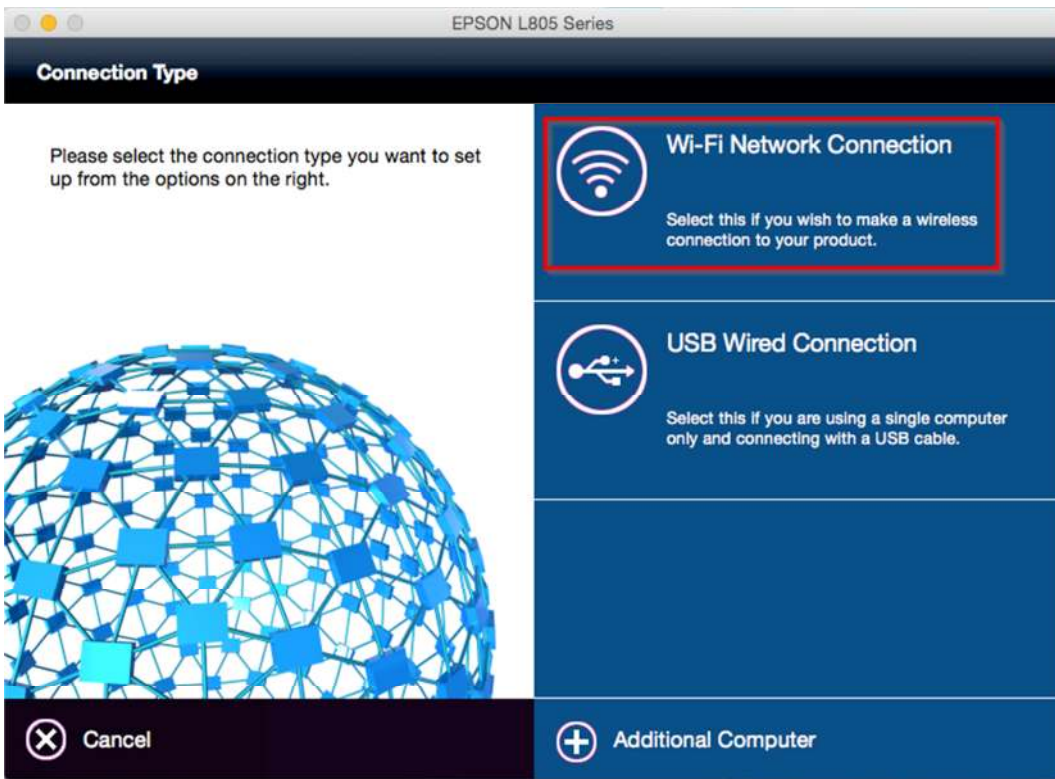 EPSON L805 Series
Connection Type
Please select the connection type you want to set
up from the options on the right.
Wi-Fi Network Connection
Select this if you wish to make a wireless
connection to your product.
USB Wired Connection
Select this if you are using a single computer
only and connecting with a USB cable.
Cancel
Additional Computer